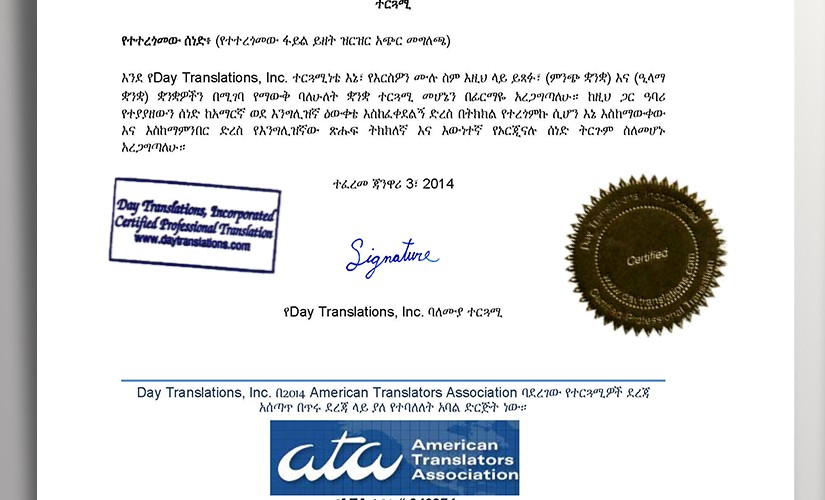 ተርጓሚ
የተተረጎመው ሰነድ፥ (የተተረጎመው ፋይል ይዘት ዝርዝር አጭር መግለጫ)
እንደ የDay Translations, Inc. ተርጓሚነቴ እኔ፣ የእርስዎን ሙሉ ስም እዚህ ላይ ይጻፉ፣ (ምንጭ ቋንቋ) እና (ዒላማ
ቋንቋ) ቋንቋዎችን በሚገባ የማውቅ ባለሁለት ቋንቋ ተርጓሚ መሆኔን በፊርማዬ አረጋግጣለሁ። ከዚህ ጋር ዓባሪ
የተያያዘውን ሰነድ ከአማርኛ ወደ እንግሊዝኛ ዕውቀቴ እስከፈቀደልኝ ድረስ በትክክል የተረጎምኩ ሲሆን እኔ እስከማውቀው
እና እስከማምንበር ድረስ የእንግሊዝኛው ጽሑፍ ትክክለኛ እና እውነተኛ የኦርጂናሉ ሰነድ ትርጉም ስለመሆኑ
አረጋግጣለሁ።
ተፈረመ ጃንዋሪ 3፣ 2014
Day Translations, Incorporated
Certified Professional Translation
www.daytranslations.com
Signature
Day Translations, Incorporated
Certified
www.daytranslations.com
Certified Professional Translation
የDay Translations, Inc. ባለሙያ ተርጓሚ
Day Translations, Inc. በ2014 American Translators Association ባደረገው የተርጓሚዎች ደረጃ
አሰጣጥ በጥሩ ደረጃ ላይ ያለ የተባለለት አባል ድርጅት ነው።
ata American
Translators
Association